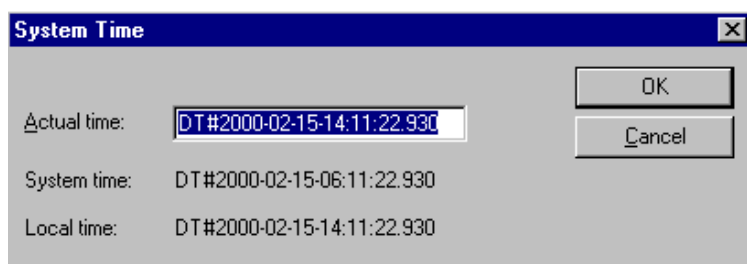 System Time
OK
Actual time: DT#2000-02-15-14:11:22.930
Cancel
System time: DT#2000-02-15-06:11:22.930
Local time: DT#2000-02-15-14:11:22.930